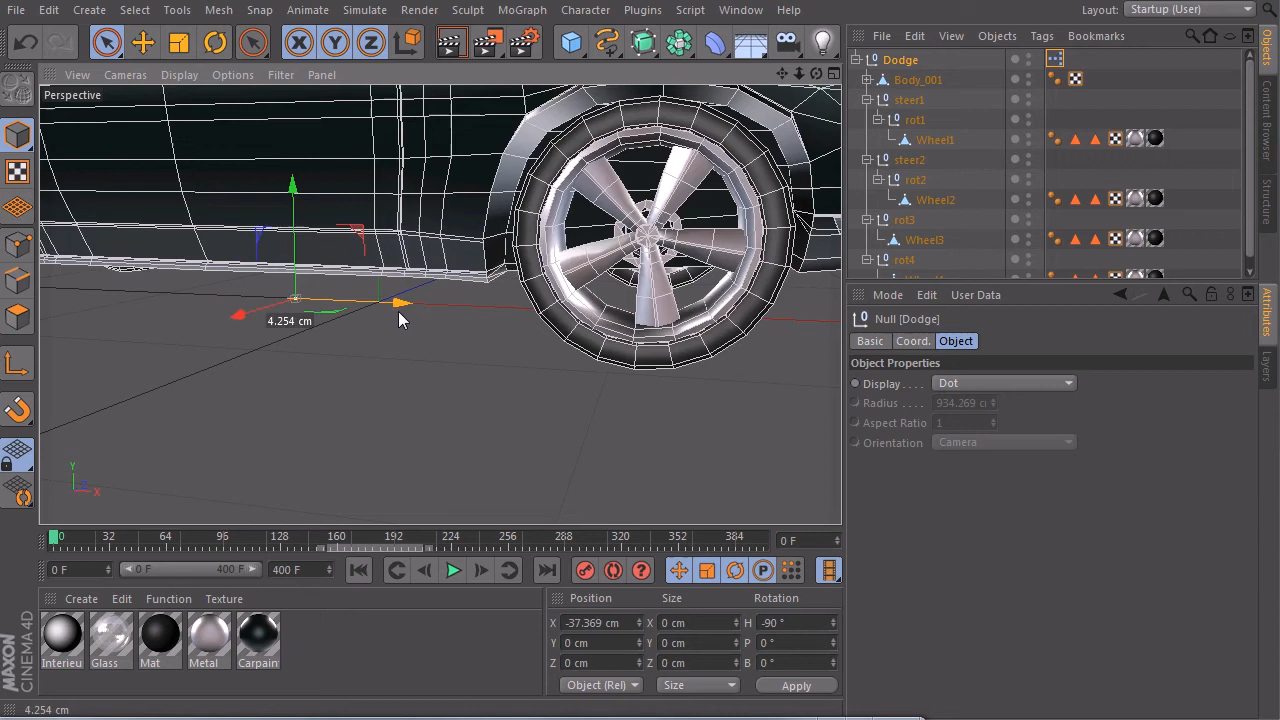 File Edit Create Select Tools Mesh Snap Animate Simulate Render Sculpt MoGraph Character Plugins Script Window Help
Layout: Startup (User)
X Y Z
File Edit View Objects Tags Bookmarks
View Cameras Display Options Filter Panel
Perspective
Dodge
Body_001
steer1
rot1
Wheel1
steer2
rot2
Wheel2
rot3
Wheel3
rot4
Objects
Content Browser
Structure
Mode Edit User Data
Null [Dodge]
Basic Coord. Object
Object Properties
Display . . . . Dot
Radius . . . . 934.269
Aspect Ratio 1
Orientation Camera
Attributes
Layers
4.254 cm
Y
Z
X
0 32 64 96 128 160 192 224 256 288 320 352 384 0 F
0 F 0 F 400 F 400 F
P
Create Edit Function Texture
Interieu Glass Mat Metal Carpain
Position Size Rotation
X -37.369 cm X 0 cm H -90 °
Y 0 cm Y 0 cm P 0 °
Z 0 cm Z 0 cm B 0 °
Object (Rel) Size Apply
MAXON
CINEMA 4D
4.254 cm